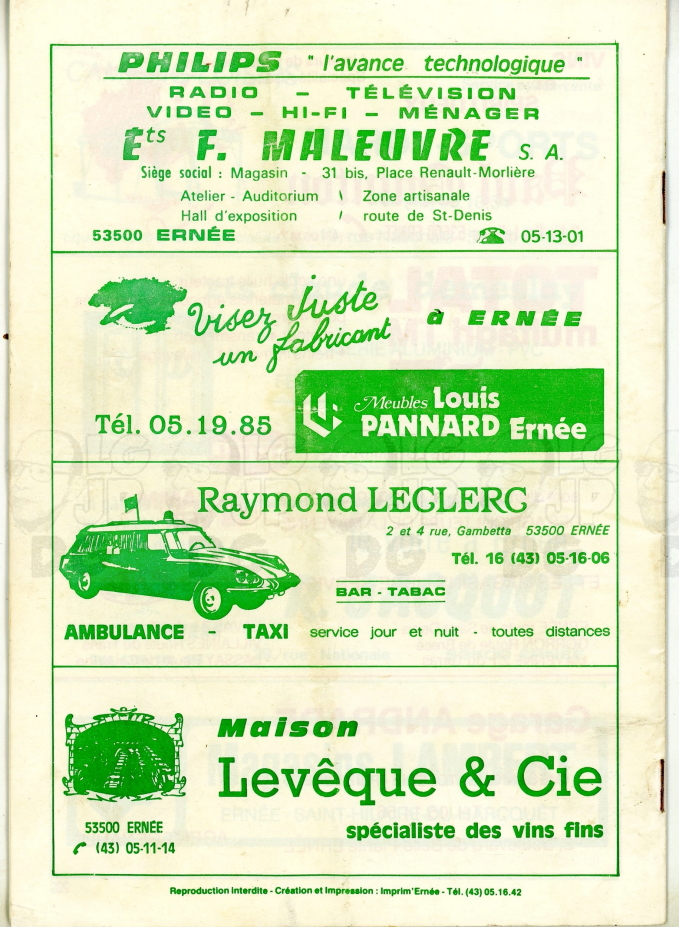 PHILIPS " l'avance technologique "
RADIO – TÉLÉVISION
VIDEO – HI-FI – MÉNAGER
Ets F. MALEUVRE S. A.
Siège social : Magasin - 31 bis, Place Renault-Morlière
Atelier - Auditorium \ Zone artisanale
Hall d'exposition / route de St-Denis
53500 ERNÉE ☎ 05-13-01
Visez juste
un fabricant à ERNÉE
Tél. 05.19.85
Meubles Louis
PANNARD Ernée
Raymond LECLERC
2 et 4 rue, Gambetta 53500 ERNÉE
Tél. 16 (43) 05-16-06
BAR - TABAC
AMBULANCE - TAXI service jour et nuit - toutes distances
Maison
Levêque & Cie
53500 ERNÉE
(43) 05-11-14
spécialiste des vins fins
Reproduction interdite - Création et Impression : Imprim'Ernée - Tél. (43) 05.16.42